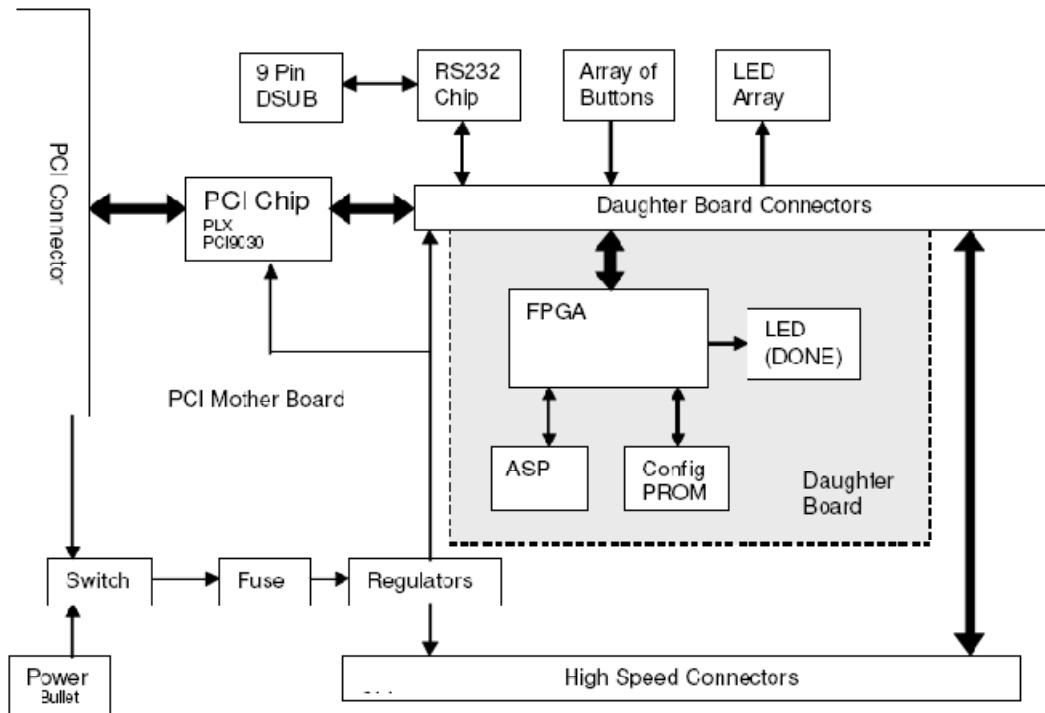 9 Pin
DSUB
RS232
Chip
Array of
Buttons
LED
Array
PCI Connector
PCI Chip
PLX
PCI9030
Daughter Board Connectors
FPGA
LED
(DONE)
PCI Mother Board
ASP
Config
PROM
Daughter
Board
Switch
Fuse
Regulators
Power
Bullet
High Speed Connectors